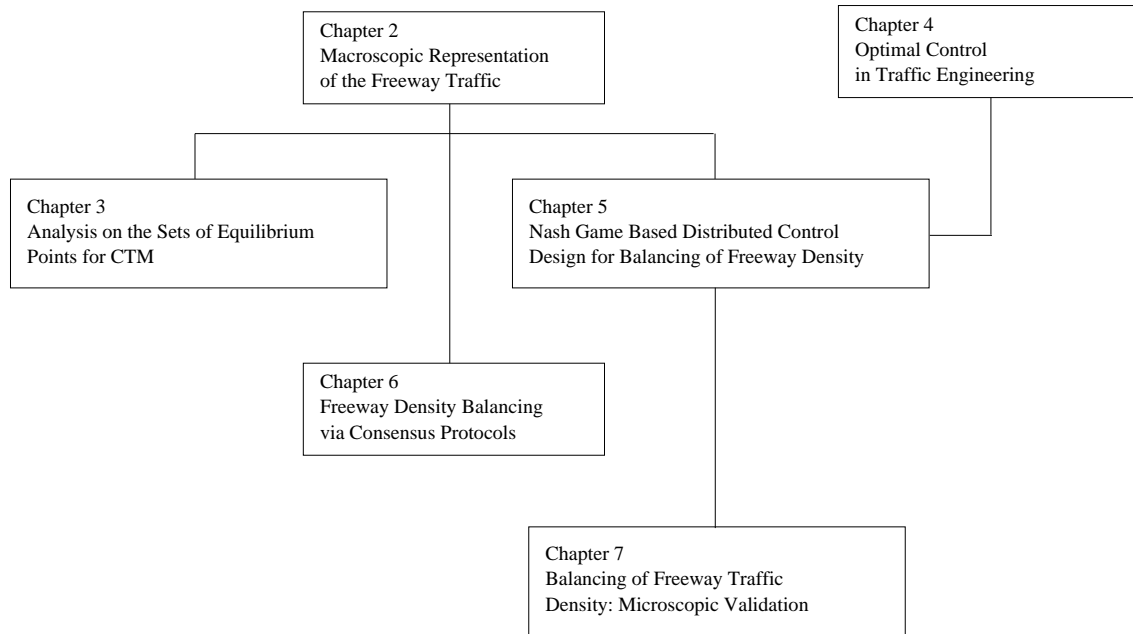 Chapter 2
Macroscopic Representation
of the Freeway Traffic
Chapter 4
Optimal Control
in Traffic Engineering
Chapter 3
Analysis on the Sets of Equilibrium
Points for CTM
Chapter 5
Nash Game Based Distributed Control
Design for Balancing of Freeway Density
Chapter 6
Freeway Density Balancing
via Consensus Protocols
Chapter 7
Balancing of Freeway Traffic
Density: Microscopic Validation